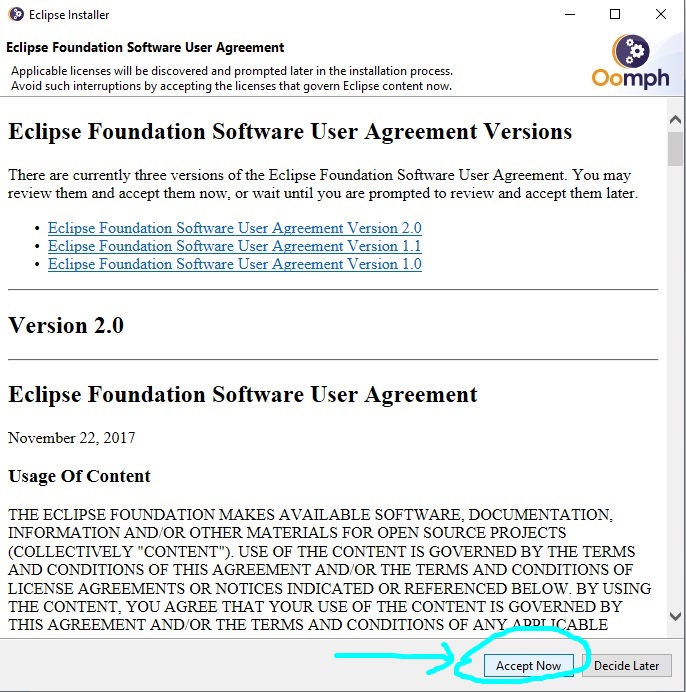 Eclipse Installer
Eclipse Foundation Software User Agreement
Applicable licenses will be discovered and prompted later in the installation process.
Avoid such interruptions by accepting the licenses that govern Eclipse content now.
Oomph
Eclipse Foundation Software User Agreement Versions
There are currently three versions of the Eclipse Foundation Software User Agreement. You may
review them and accept them now, or wait until you are prompted to review and accept them later.
• Eclipse Foundation Software User Agreement Version 2.0
• Eclipse Foundation Software User Agreement Version 1.1
• Eclipse Foundation Software User Agreement Version 1.0
Version 2.0
Eclipse Foundation Software User Agreement
November 22, 2017
Usage Of Content
THE ECLIPSE FOUNDATION MAKES AVAILABLE SOFTWARE, DOCUMENTATION,
INFORMATION AND/OR OTHER MATERIALS FOR OPEN SOURCE PROJECTS
(COLLECTIVELY "CONTENT"). USE OF THE CONTENT IS GOVERNED BY THE TERMS
AND CONDITIONS OF THIS AGREEMENT AND/OR THE TERMS AND CONDITIONS OF
LICENSE AGREEMENTS OR NOTICES INDICATED OR REFERENCED BELOW. BY USING
THE CONTENT, YOU AGREE THAT YOUR USE OF THE CONTENT IS GOVERNED BY
THIS AGREEMENT AND/OR THE TERMS AND CONDITIONS OF ANY APPLICABLE
Accept Now
Decide Later